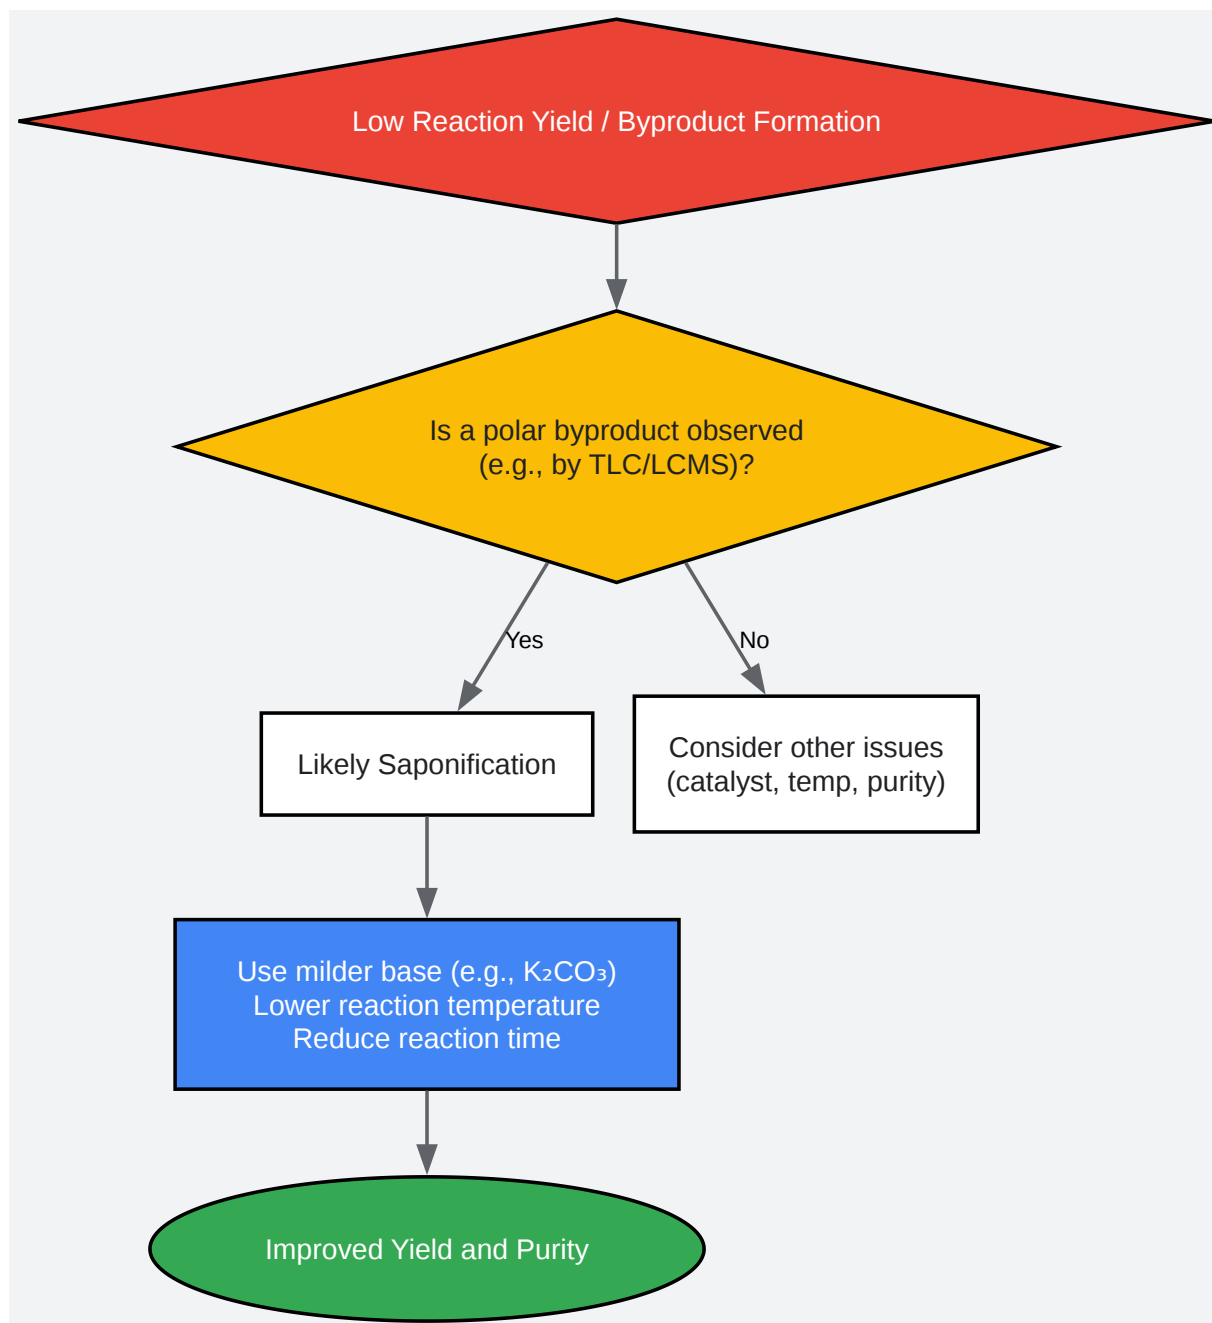 Low Reaction Yield / Byproduct Formation
Is a polar byproduct observed
(e.g., by TLC/LCMS)?
Yes
No
Likely Saponification
Consider other issues
(catalyst, temp, purity)
Use milder base (e.g., K₂CO₃)
Lower reaction temperature
Reduce reaction time
Improved Yield and Purity